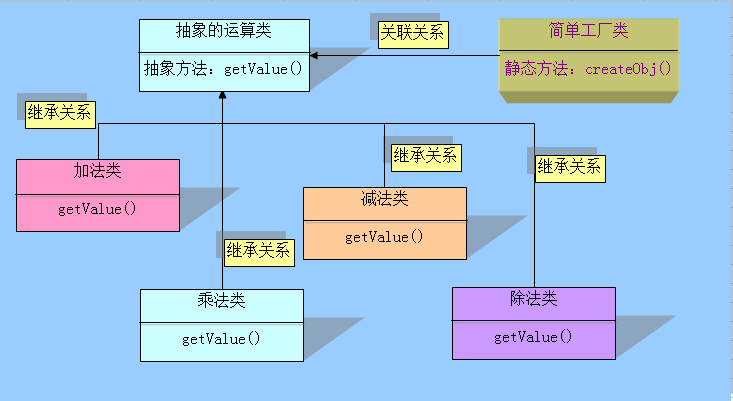 抽象的运算类
抽象方法：getValue()
关联关系
简单工厂类
静态方法：createObj()
继承关系
加法类
getValue()
继承关系
减法类
getValue()
继承关系
继承关系
乘法类
getValue()
除法类
getValue()